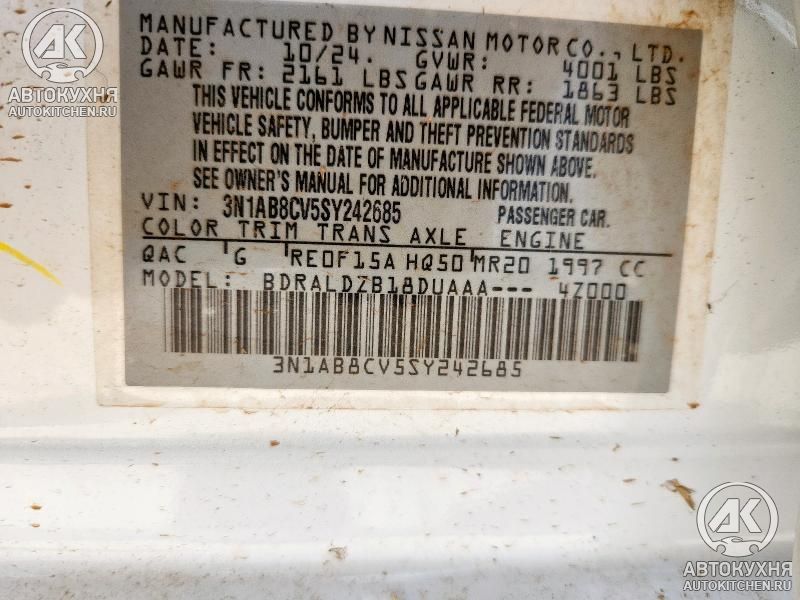 MANUFACTURED BY NISSAN MOTOR CO., LTD.
DATE: 10/24. GVWR: 4001 LBS
GAWR FR: 2161 LBS GAWR RR: 1863 LBS
THIS VEHICLE CONFORMS TO ALL APPLICABLE FEDERAL MOTOR
VEHICLE SAFETY, BUMPER AND THEFT PREVENTION STANDARDS
IN EFFECT ON THE DATE OF MANUFACTURE SHOWN ABOVE.
SEE OWNER'S MANUAL FOR ADDITIONAL INFORMATION.
VIN: 3N1AB8CV5SY242685 PASSENGER CAR.
COLOR TRIM TRANS AXLE ENGINE
QAC G RE0F15A HQ50 MR20 1997 CC
MODEL: BDRALDZB18DUAAA--- 4Z000
3N1AB8CV5SY242685
АК
АВТОКУХНЯ
AUTOKITCHEN.RU
АК
АВТОКУХНЯ
AUTOKITCHEN.RU